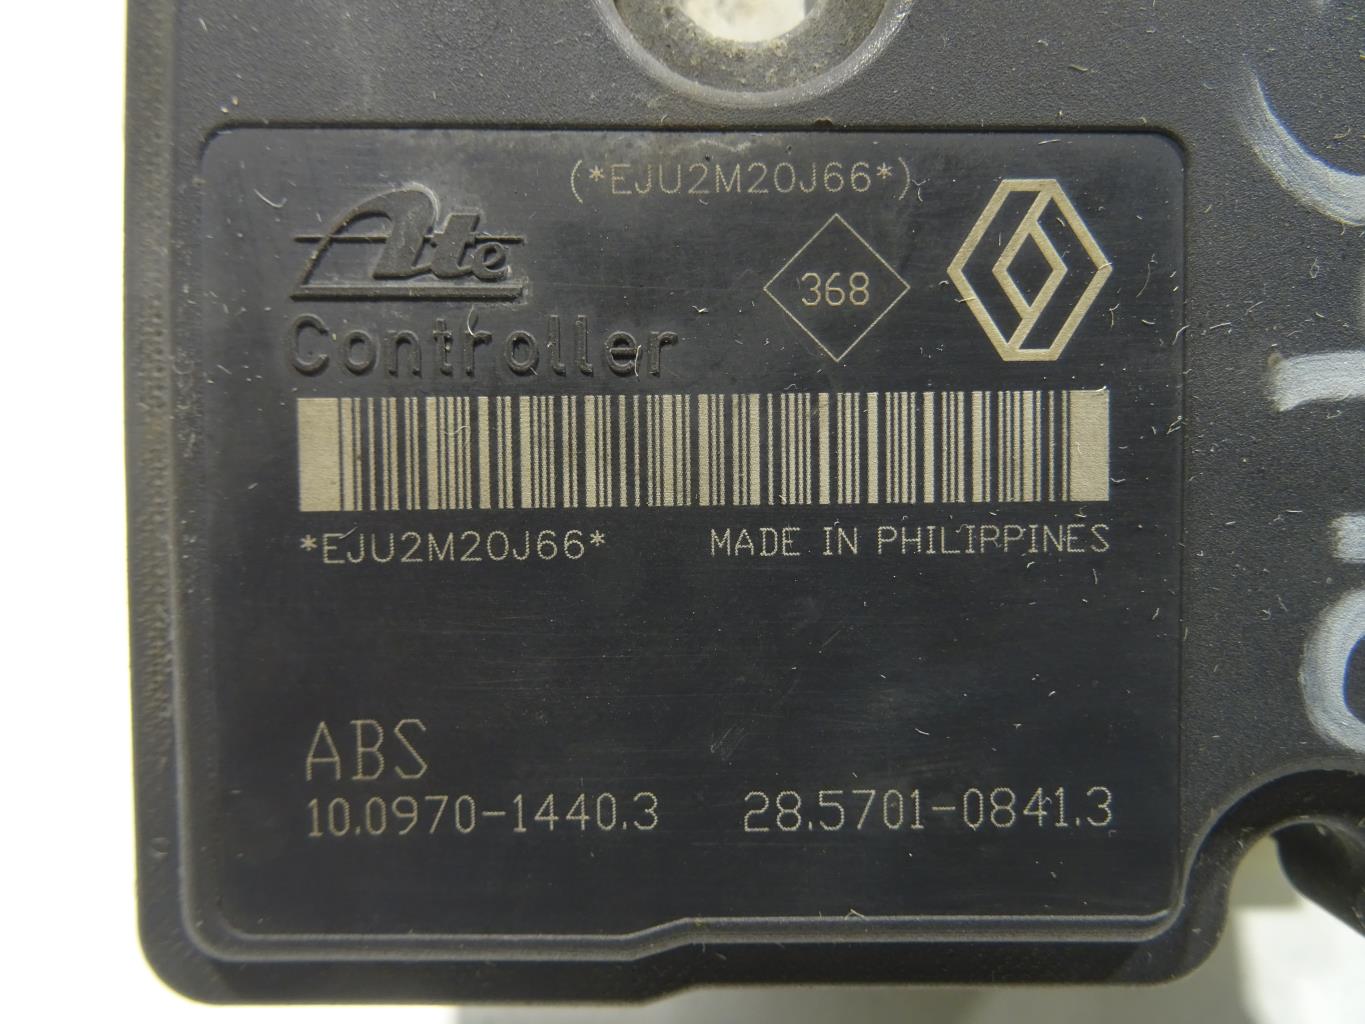 (*EJU2M20J66*)
Ate
368
Controller
*EJU2M20J66* MADE IN PHILIPPINES
ABS
10.0970-1440.3 28.5701-0841.3